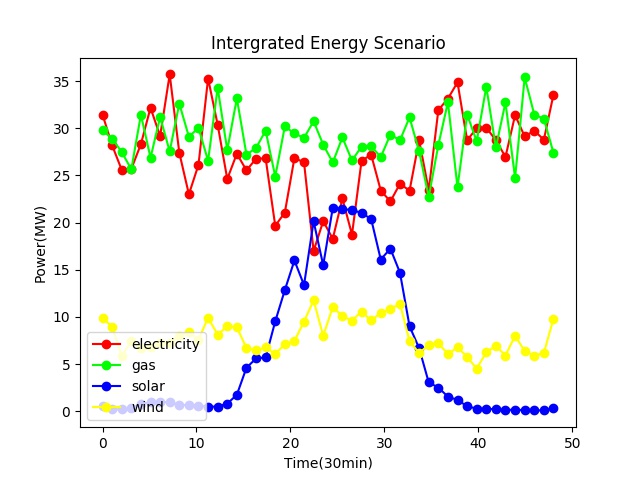 Intergrated Energy Scenario
Power(MW)
35
30
25
20
15
10
5
0
electricity
gas
solar
wind
0 10 20 30 40 50
Time(30min)